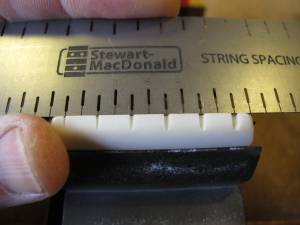 Stewart-
MacDonald
STRING SPACING